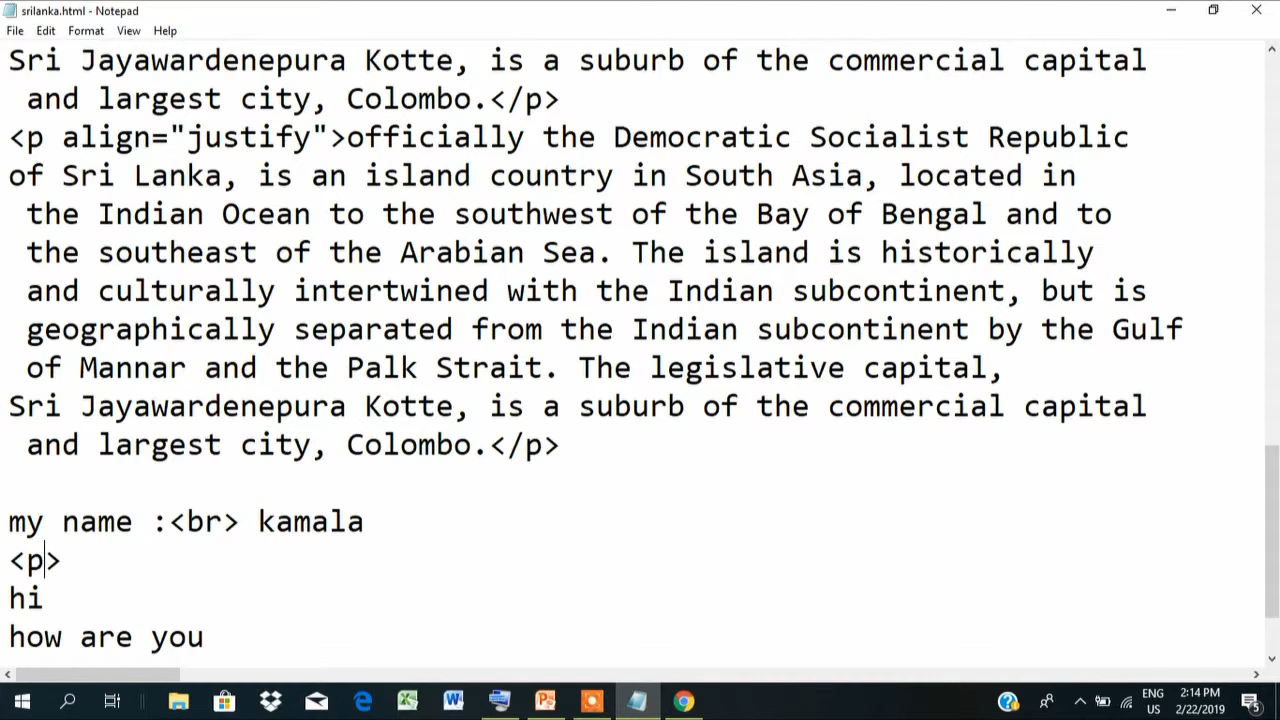 srilanka.html - Notepad
File Edit Format View Help
Sri Jayawardenepura Kotte, is a suburb of the commercial capital
and largest city, Colombo.</p>
<p align="justify">officially the Democratic Socialist Republic
of Sri Lanka, is an island country in South Asia, located in
the Indian Ocean to the southwest of the Bay of Bengal and to
the southeast of the Arabian Sea. The island is historically
and culturally intertwined with the Indian subcontinent, but is
geographically separated from the Indian subcontinent by the Gulf
of Mannar and the Palk Strait. The legislative capital,
Sri Jayawardenepura Kotte, is a suburb of the commercial capital
and largest city, Colombo.</p>
my name :<br> kamala
<p>
hi
how are you
ENG 2:14 PM
US 2/22/2019
5